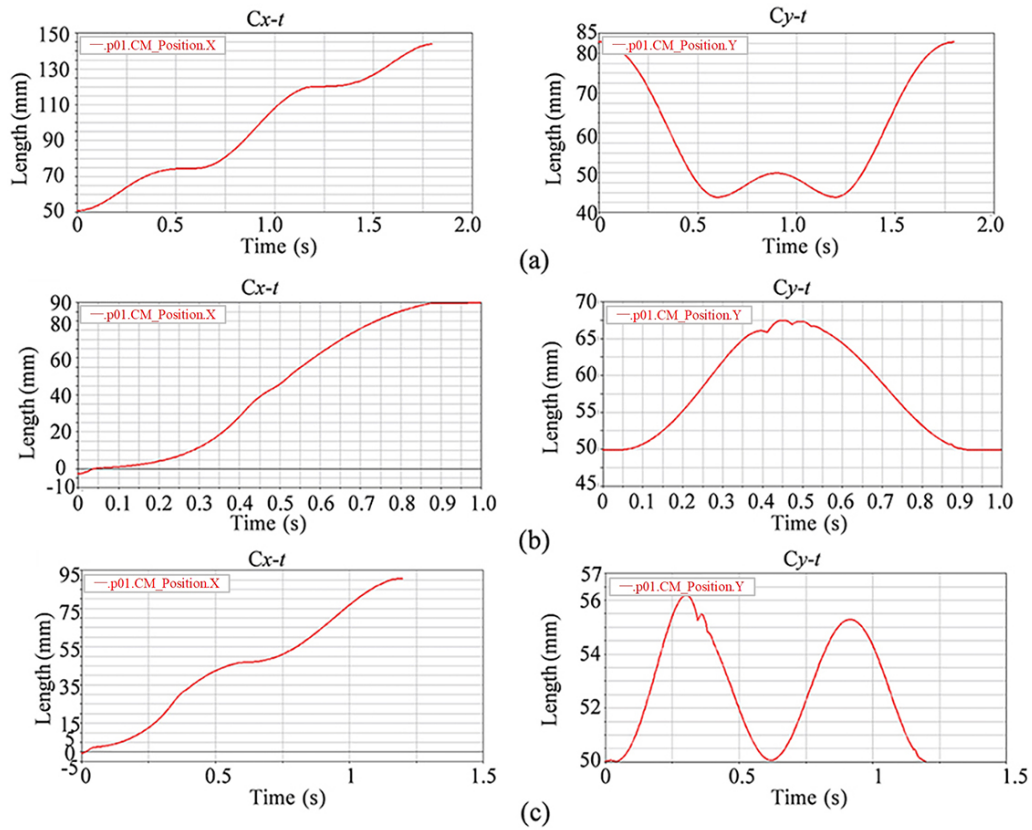 Cx-t
Length (mm)
150
130
110
90
70
50
.p01.CM_Position.X
0
0.5
1.0
1.5
2.0
Time (s)
Cy-t
Length (mm)
85
80
70
60
50
40
.p01.CM_Position.Y
0
0.5
1.0
1.5
2.0
Time (s)
(a)
Cx-t
Length (mm)
90
80
60
40
20
0
-10
.p01.CM_Position.X
0 0.1 0.2 0.3 0.4 0.5 0.6 0.7 0.8 0.9 1.0
Time (s)
Cy-t
Length (mm)
70
65
60
55
50
45
.p01.CM_Position.Y
0 0.1 0.2 0.3 0.4 0.5 0.6 0.7 0.8 0.9 1.0
Time (s)
(b)
Cx-t
Length (mm)
95
75
55
35
15
5
0
-5
.p01.CM_Position.X
0
0.5
1
1.5
Time (s)
Cy-t
Length (mm)
57
56
54
52
50
.p01.CM_Position.Y
0
0.5
1
1.5
Time (s)
(c)